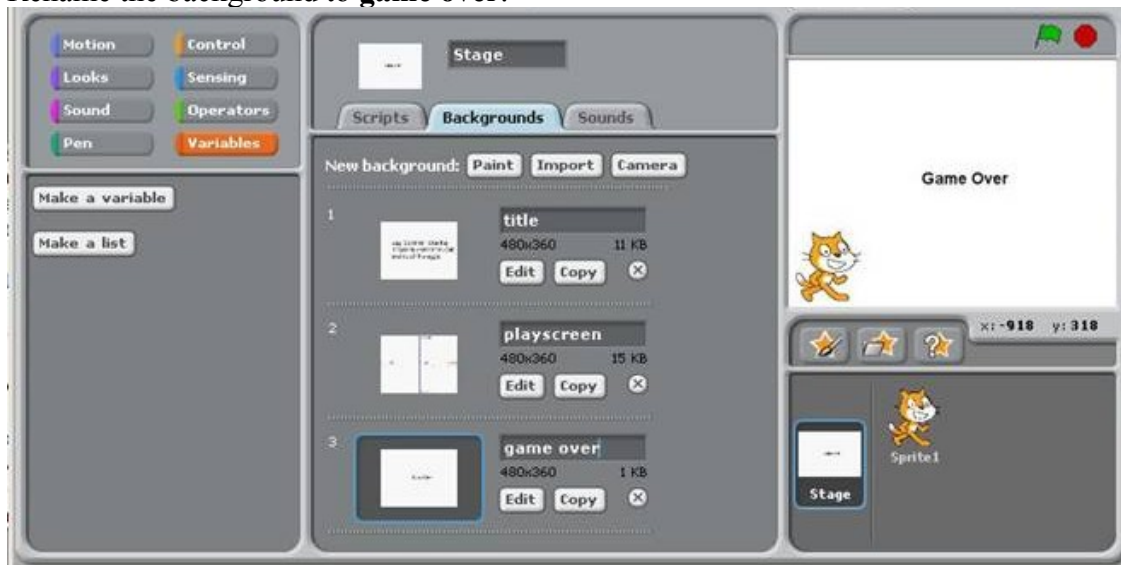 Rename the background to game over.
Motion Control
Looks Sensing
Sound Operators
Pen Variables
Make a variable
Make a list
Stage
Scripts Backgrounds Sounds
New background: Paint Import Camera
1
title
480x360 11 KB
Edit Copy
2
playscreen
480x360 15 KB
Edit Copy
3
game over
480x360 1 KB
Edit Copy
Game Over
x: -918 y: 318
Stage
Sprite1